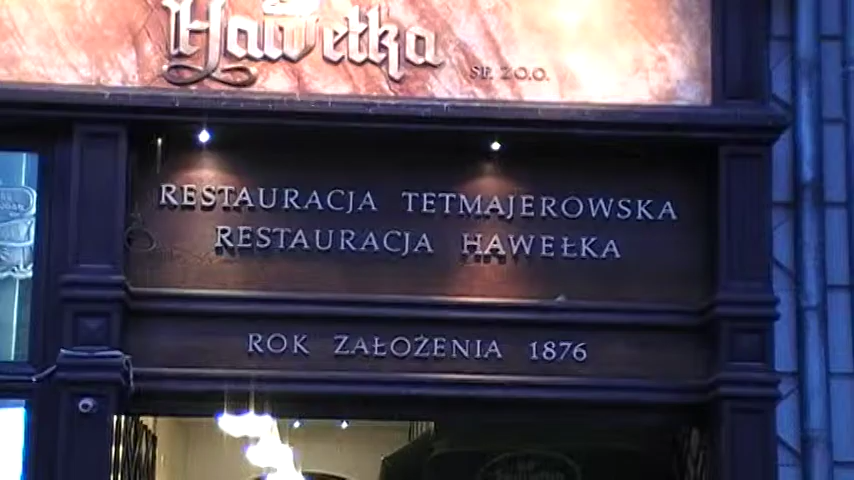 Hawełka
SP. Z O.O.
RESTAURACJA TETMAJEROWSKA
RESTAURACJA HAWEŁKA
ROK ZAŁOŻENIA 1876